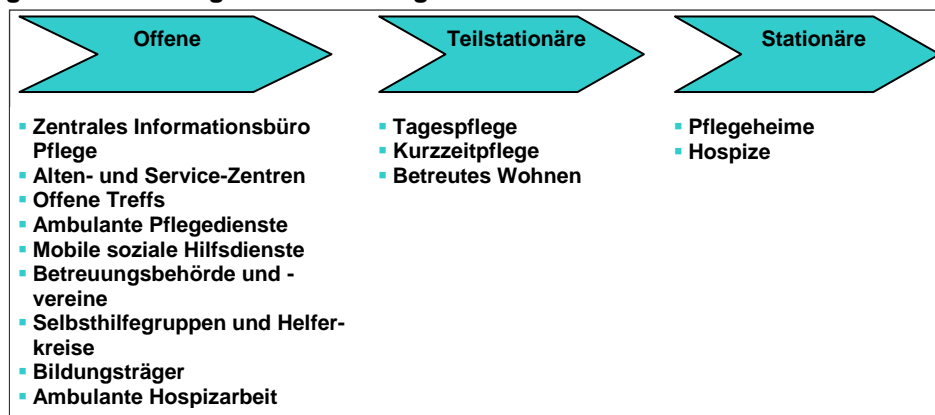 Offene
Zentrales Informationsbüro
Pflege
Alten- und Service-Zentren
Offene Treffs
Ambulante Pflegedienste
Mobile soziale Hilfsdienste
Betreuungsbehörde und -
vereine
Selbsthilfegruppen und Helfer-
kreise
Bildungsträger
Ambulante Hospizarbeit
Teilstationäre
Tagespflege
Kurzzeitpflege
Betreutes Wohnen
Stationäre
Pflegeheime
Hospize